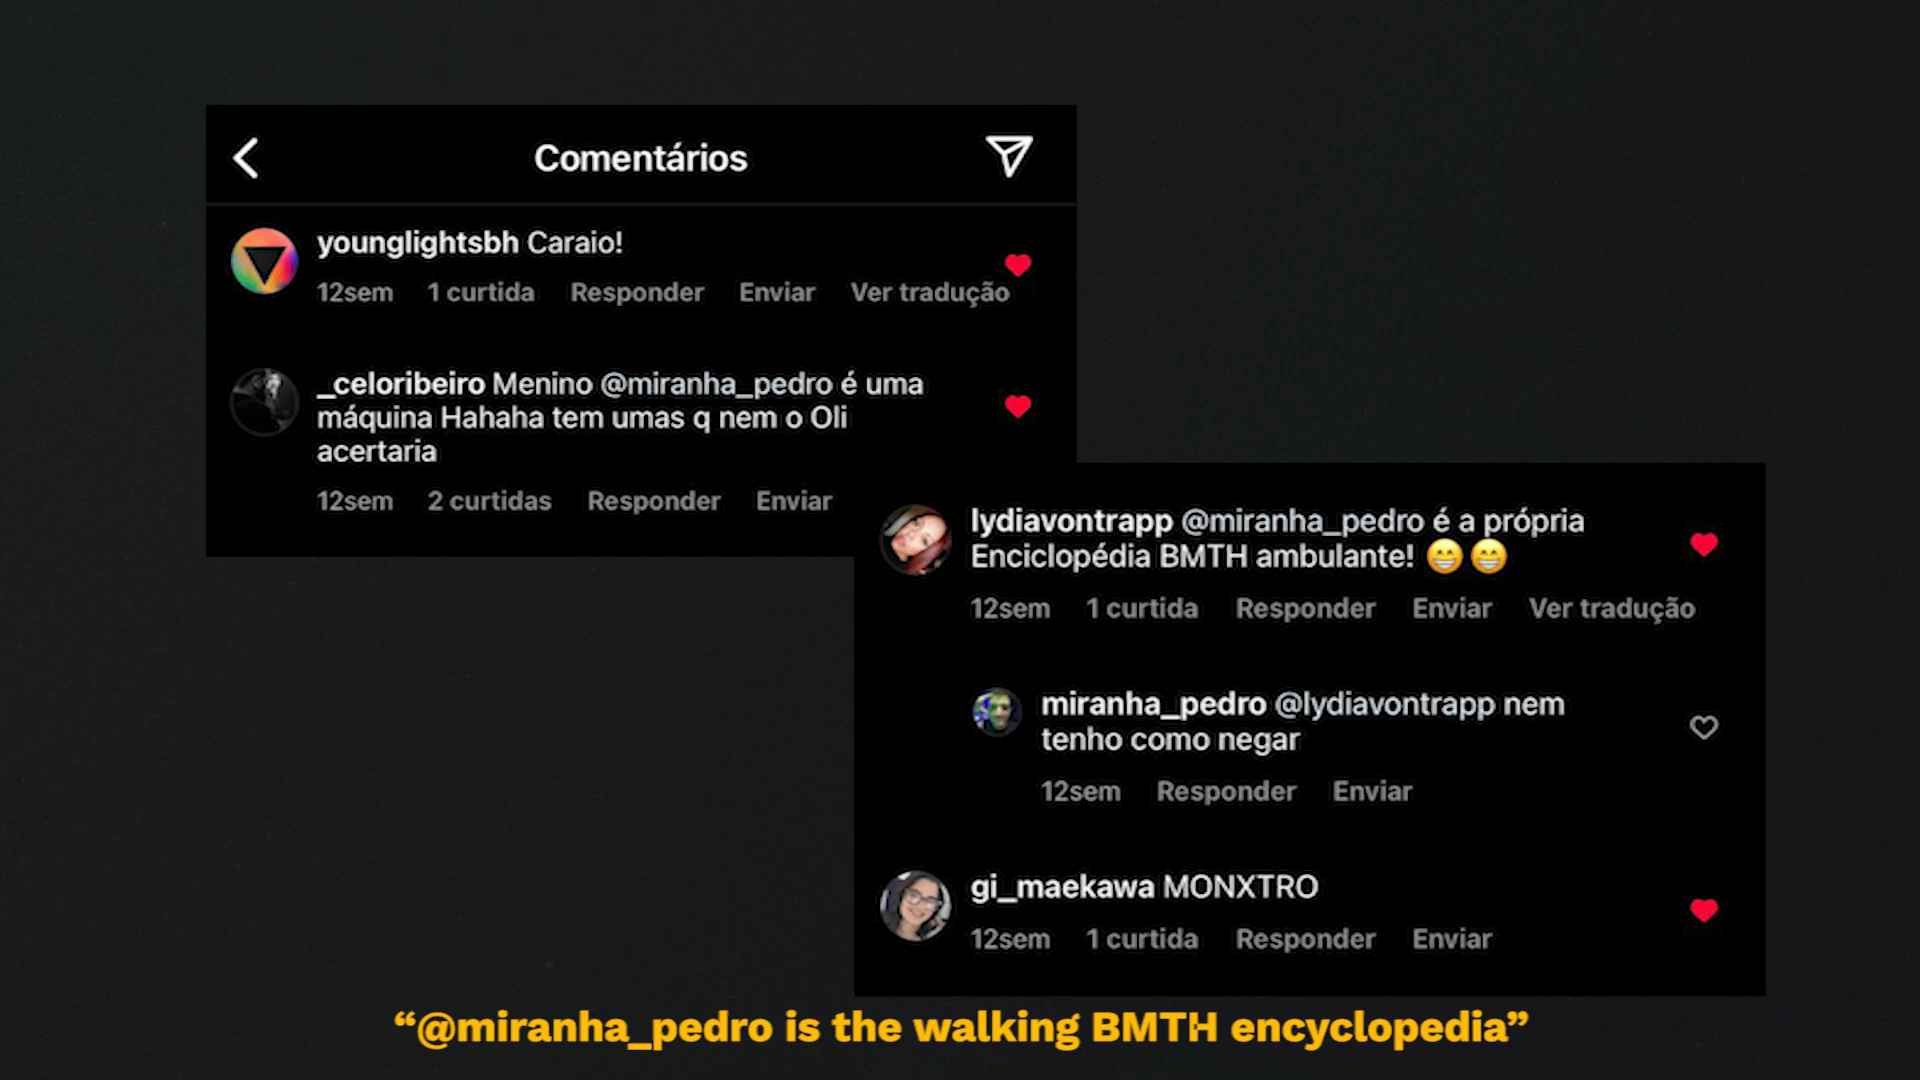 Comentários
younglightsbh Caraio!
12sem 1 curtida Responder Enviar Ver tradução
_celoribeiro Menino @miranha_pedro é uma
máquina Hahaha tem umas q nem o Oli
acertaria
12sem 2 curtidas Responder Enviar
lydiavontrapp @miranha_pedro é a própria
Enciclopédia BMTH ambulante! 😁😁
12sem 1 curtida Responder Enviar Ver tradução
miranha_pedro @lydiavontrapp nem
tenho como negar
12sem Responder Enviar
gi_maekawa MONXTRO
12sem 1 curtida Responder Enviar
“@miranha_pedro is the walking BMTH encyclopedia”